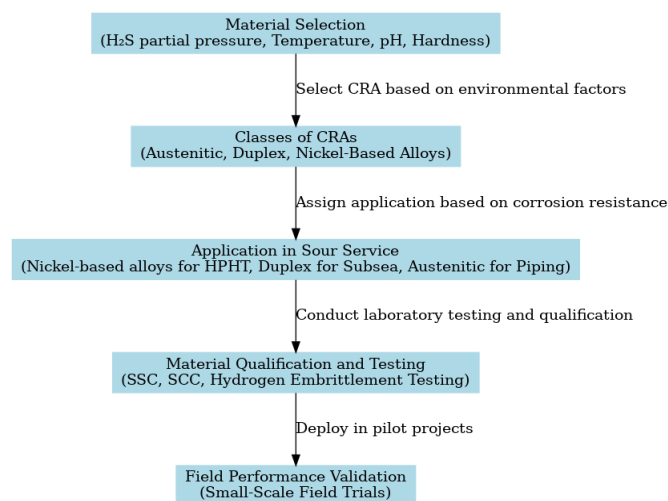 Material Selection
(H₂S partial pressure, Temperature, pH, Hardness)
Select CRA based on environmental factors
Classes of CRAs
(Austenitic, Duplex, Nickel-Based Alloys)
Assign application based on corrosion resistance
Application in Sour Service
(Nickel-based alloys for HPHT, Duplex for Subsea, Austenitic for Piping)
Conduct laboratory testing and qualification
Material Qualification and Testing
(SSC, SCC, Hydrogen Embrittlement Testing)
Deploy in pilot projects
Field Performance Validation
(Small-Scale Field Trials)